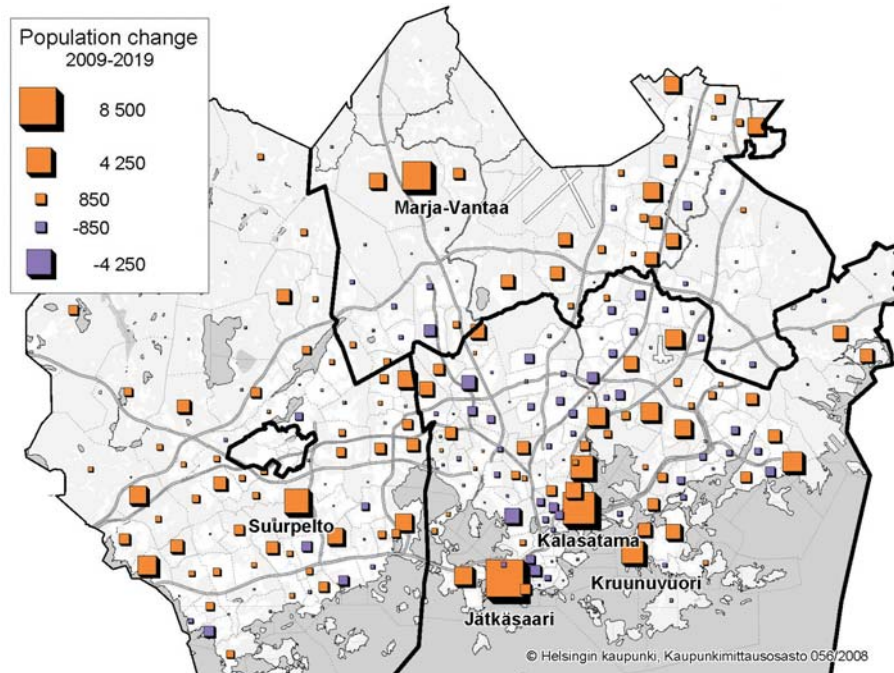 Population change
2009-2019
8 500
4 250
850
-850
-4 250
Marja-Vantaa
Suurpelto
Kalasatama
Kruunuvuori
Jätkäsaari
© Helsingin kaupunki, Kaupunkimittausosasto 056/2008